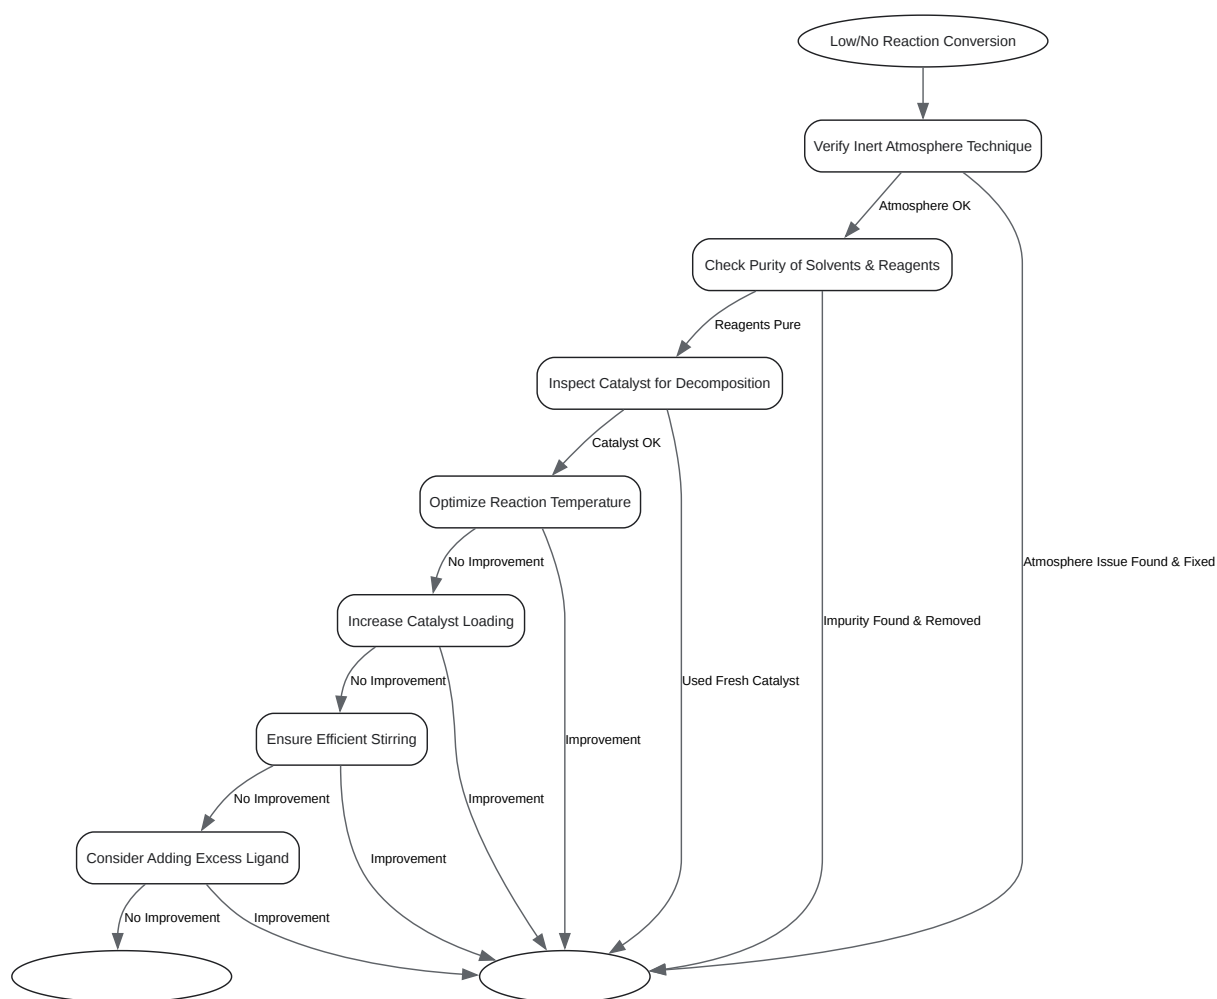 Low/No Reaction Conversion
Verify Inert Atmosphere Technique
Atmosphere OK
Check Purity of Solvents & Reagents
Reagents Pure
Inspect Catalyst for Decomposition
Catalyst OK
Optimize Reaction Temperature
No Improvement
Atmosphere Issue Found & Fixed
Increase Catalyst Loading
Impurity Found & Removed
No Improvement
Used Fresh Catalyst
Ensure Efficient Stirring
Improvement
No Improvement
Improvement
Consider Adding Excess Ligand
Improvement
No Improvement
Improvement